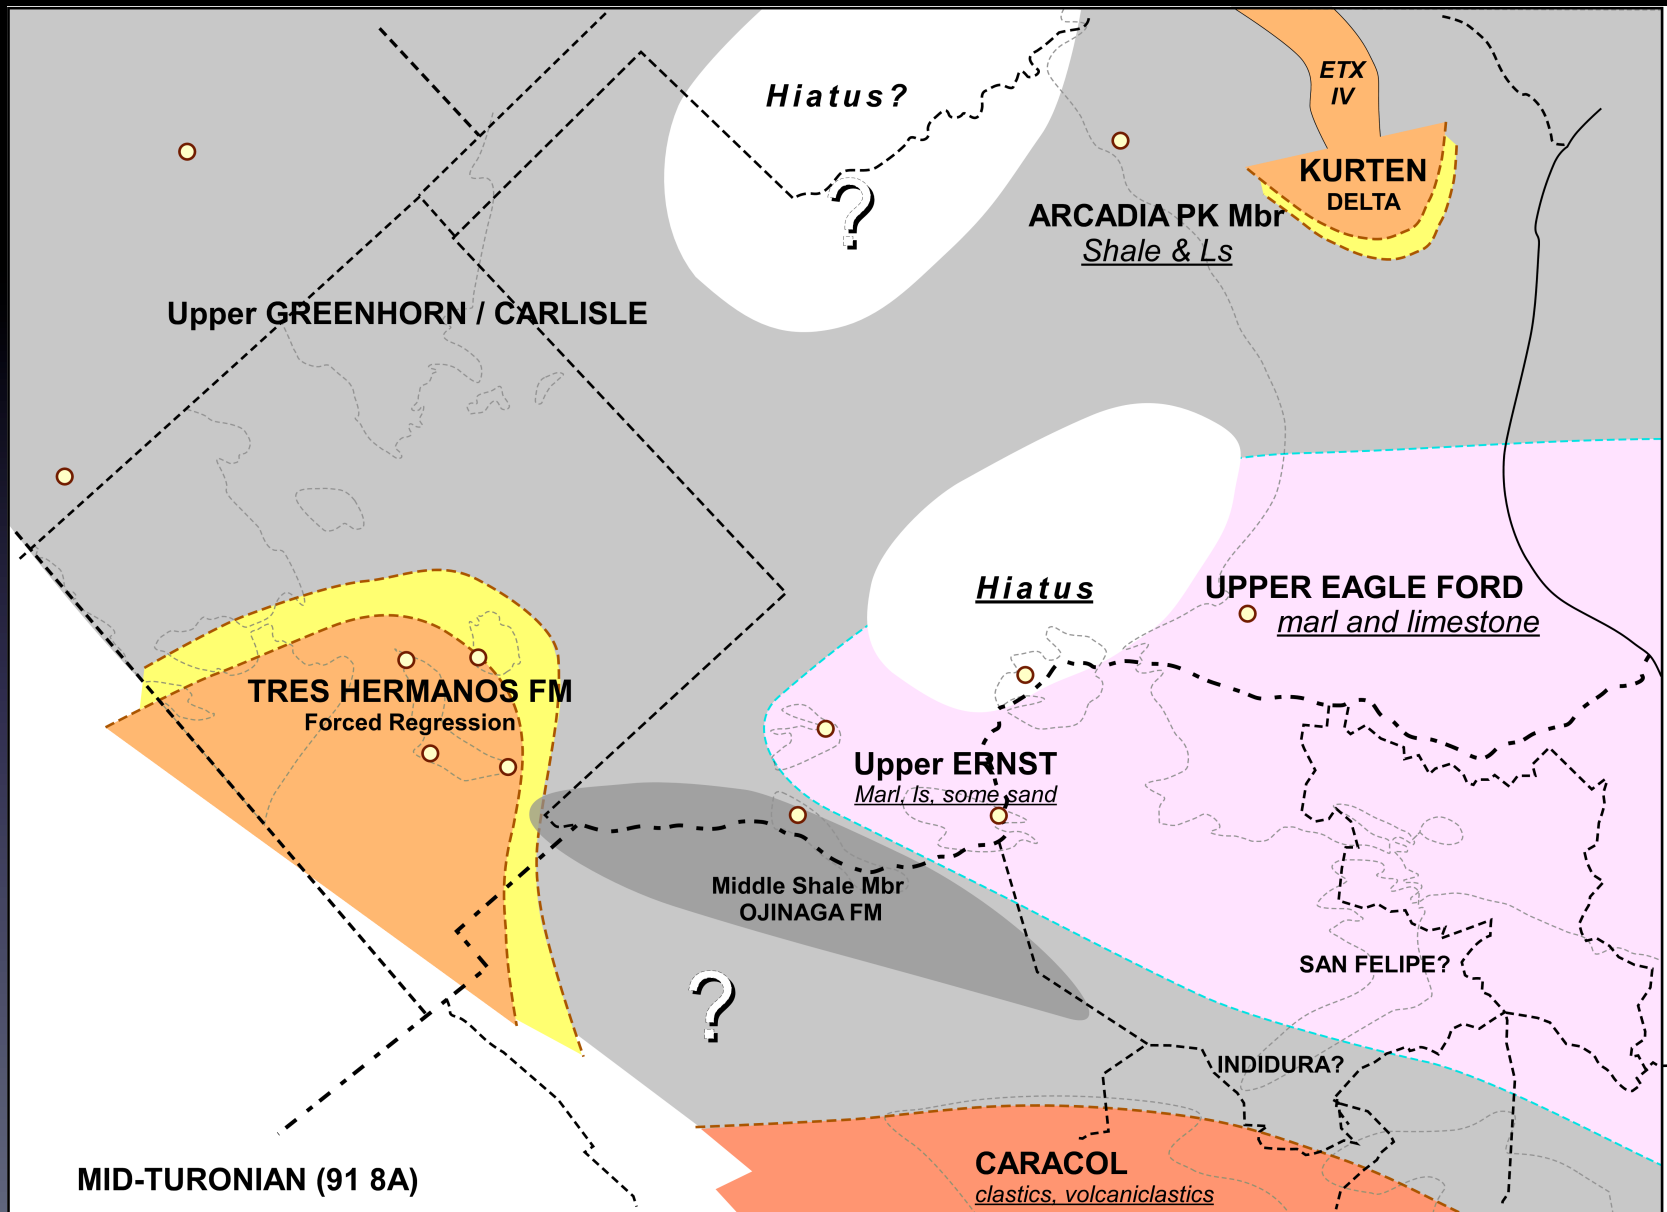 ETX
IV
Hiatus?
KURTEN
DELTA
?
ARCADIA PK Mbr
Shale & Ls
Upper GREENHORN / CARLISLE
Hiatus
UPPER EAGLE FORD
marl and limestone
TRES HERMANOS FM
Forced Regression
Upper ERNST
Marl, ls, some sand
Middle Shale Mbr
OJINAGA FM
SAN FELIPE?
?
INDIDURA?
CARACOL
clastics, volcaniclastics
MID-TURONIAN (91 8A)